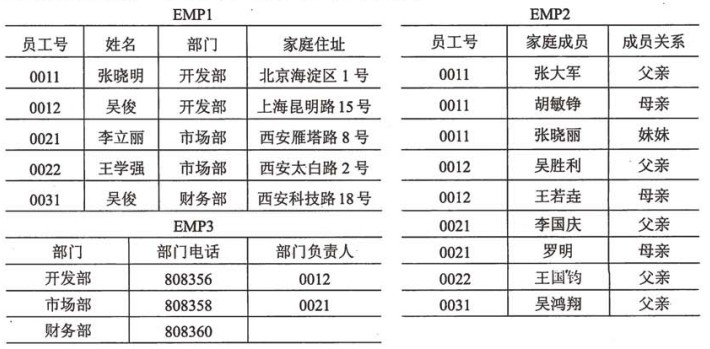 EMP1
员工号 姓名 部门 家庭住址
0011 张晓明 开发部 北京海淀区1号
0012 吴俊 开发部 上海昆明路15号
0021 李立丽 市场部 西安雁塔路8号
0022 王学强 市场部 西安太白路2号
0031 吴俊 财务部 西安科技路18号
EMP3
部门 部门电话 部门负责人
开发部 808356 0012
市场部 808358 0021
财务部 808360
EMP2
员工号 家庭成员 成员关系
0011 张大军 父亲
0011 胡敏铮 母亲
0011 张晓丽 妹妹
0012 吴胜利 父亲
0012 王若垚 母亲
0021 李国庆 父亲
0021 罗明 母亲
0022 王国钧 父亲
0031 吴鸿翔 父亲